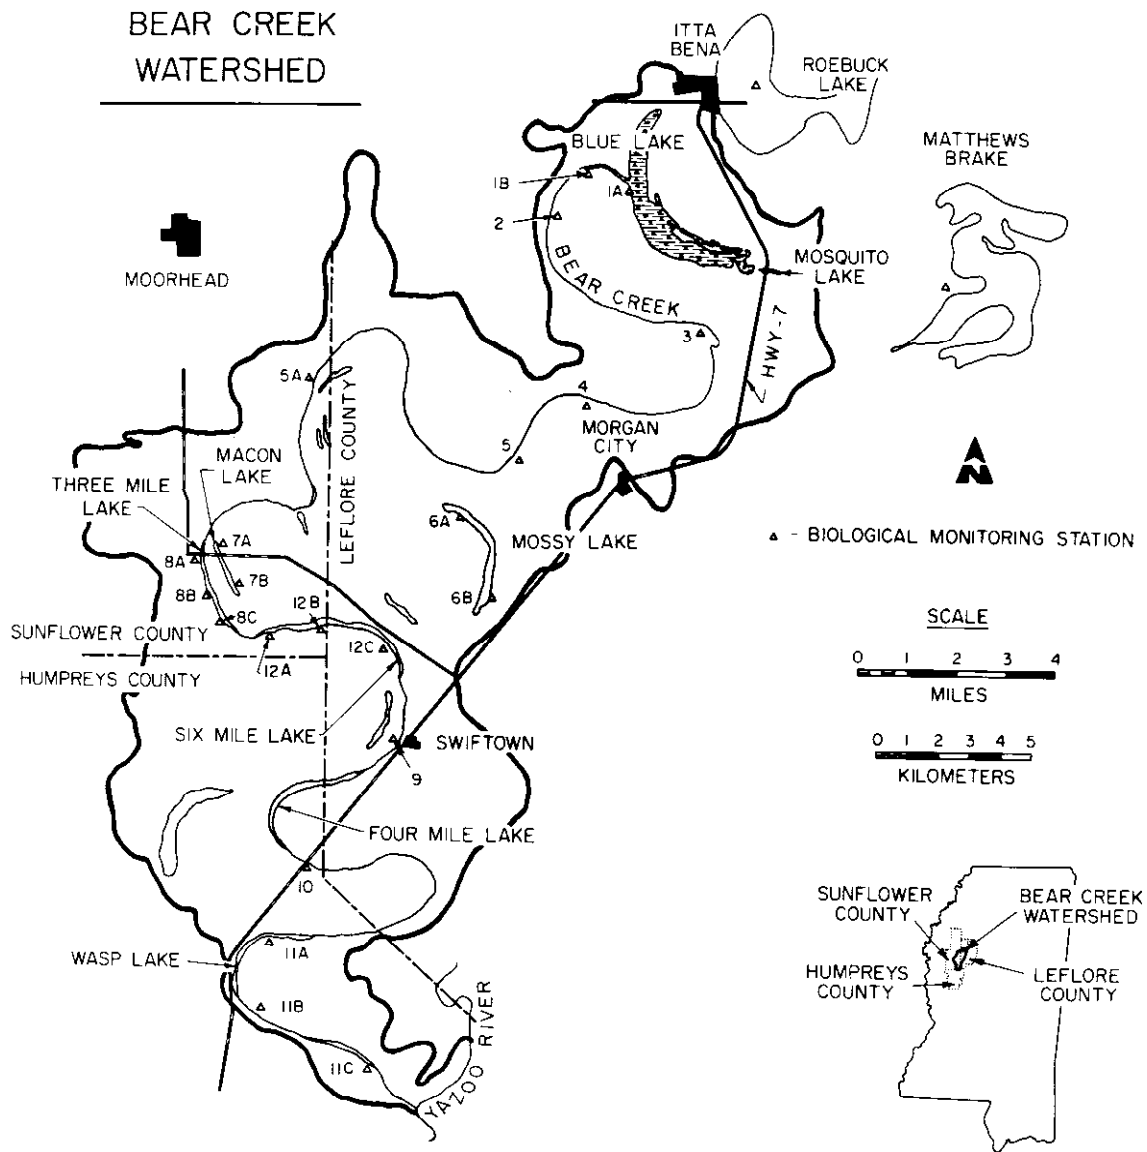 BEAR CREEK
WATERSHED
ITTA
BENA
ROEBUCK
LAKE
MATTHEWS
BRAKE
BLUE LAKE
1B
1A
2
MOSQUITO
LAKE
BEAR CREEK
MOORHEAD
3
HWY-7
5A
4
MORGAN
CITY
LEFLORE COUNTY
5
MACON
LAKE
THREE MILE
LAKE
N
6A
MOSSY LAKE
△ - BIOLOGICAL MONITORING STATION
7A
8A
7B
8B
6B
8C
12B
SUNFLOWER COUNTY
12A
12C
HUMPREYS COUNTY
SCALE
0 1 2 3 4
MILES
SIX MILE LAKE
SWIFTOWN
9
0 1 2 3 4 5
KILOMETERS
FOUR MILE LAKE
10
SUNFLOWER
COUNTY
BEAR CREEK
WATERSHED
WASP LAKE
11A
HUMPREYS
COUNTY
LEFLORE
COUNTY
11B
11C
YAZOO RIVER